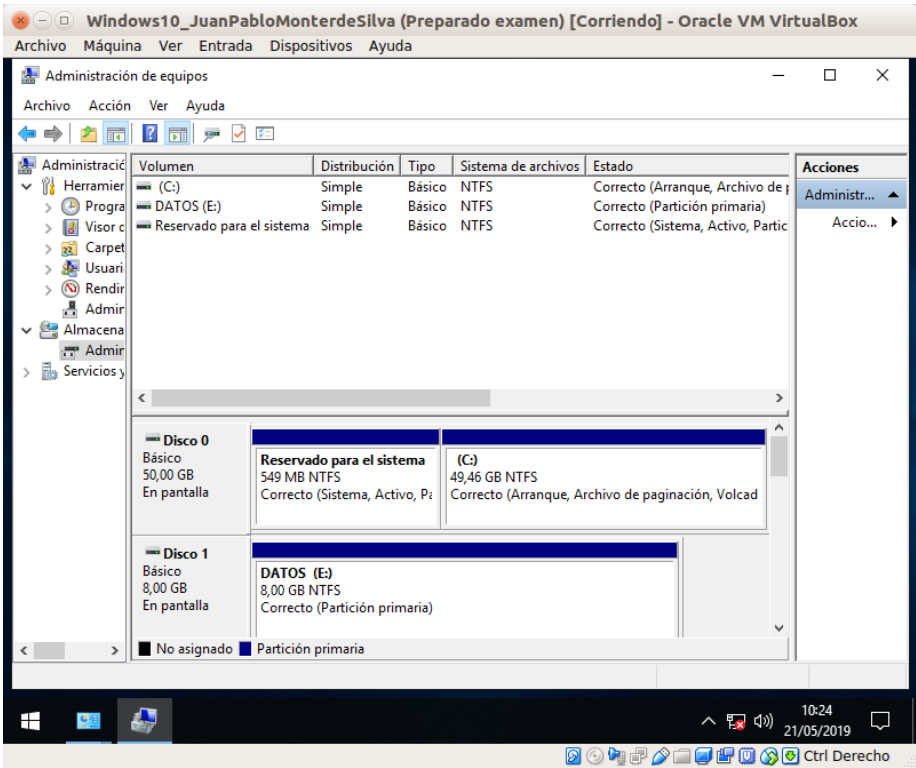 Windows10_JuanPabloMonterdeSilva (Preparado examen) [Corriendo] - Oracle VM VirtualBox
Archivo Máquina Ver Entrada Dispositivos Ayuda
Administración de equipos
Archivo Acción Ver Ayuda
Administració
Herramier
Progra
Visor d
Carpet
Usuari
Rendir
Admir
Almacena
Admir
Servicios y
Volumen Distribución Tipo Sistema de archivos Estado
(C:) Simple Básico NTFS Correcto (Arranque, Archivo de p
DATOS (E:) Simple Básico NTFS Correcto (Partición primaria)
Reservado para el sistema Simple Básico NTFS Correcto (Sistema, Activo, Partic
Acciones
Administr...
Accio...
Disco 0
Básico
50,00 GB
En pantalla
Reservado para el sistema
549 MB NTFS
Correcto (Sistema, Activo, Pa
(C:)
49,46 GB NTFS
Correcto (Arranque, Archivo de paginación, Volcad
Disco 1
Básico
8,00 GB
En pantalla
DATOS (E:)
8,00 GB NTFS
Correcto (Partición primaria)
No asignado Partición primaria
10:24
21/05/2019
Ctrl Derecho